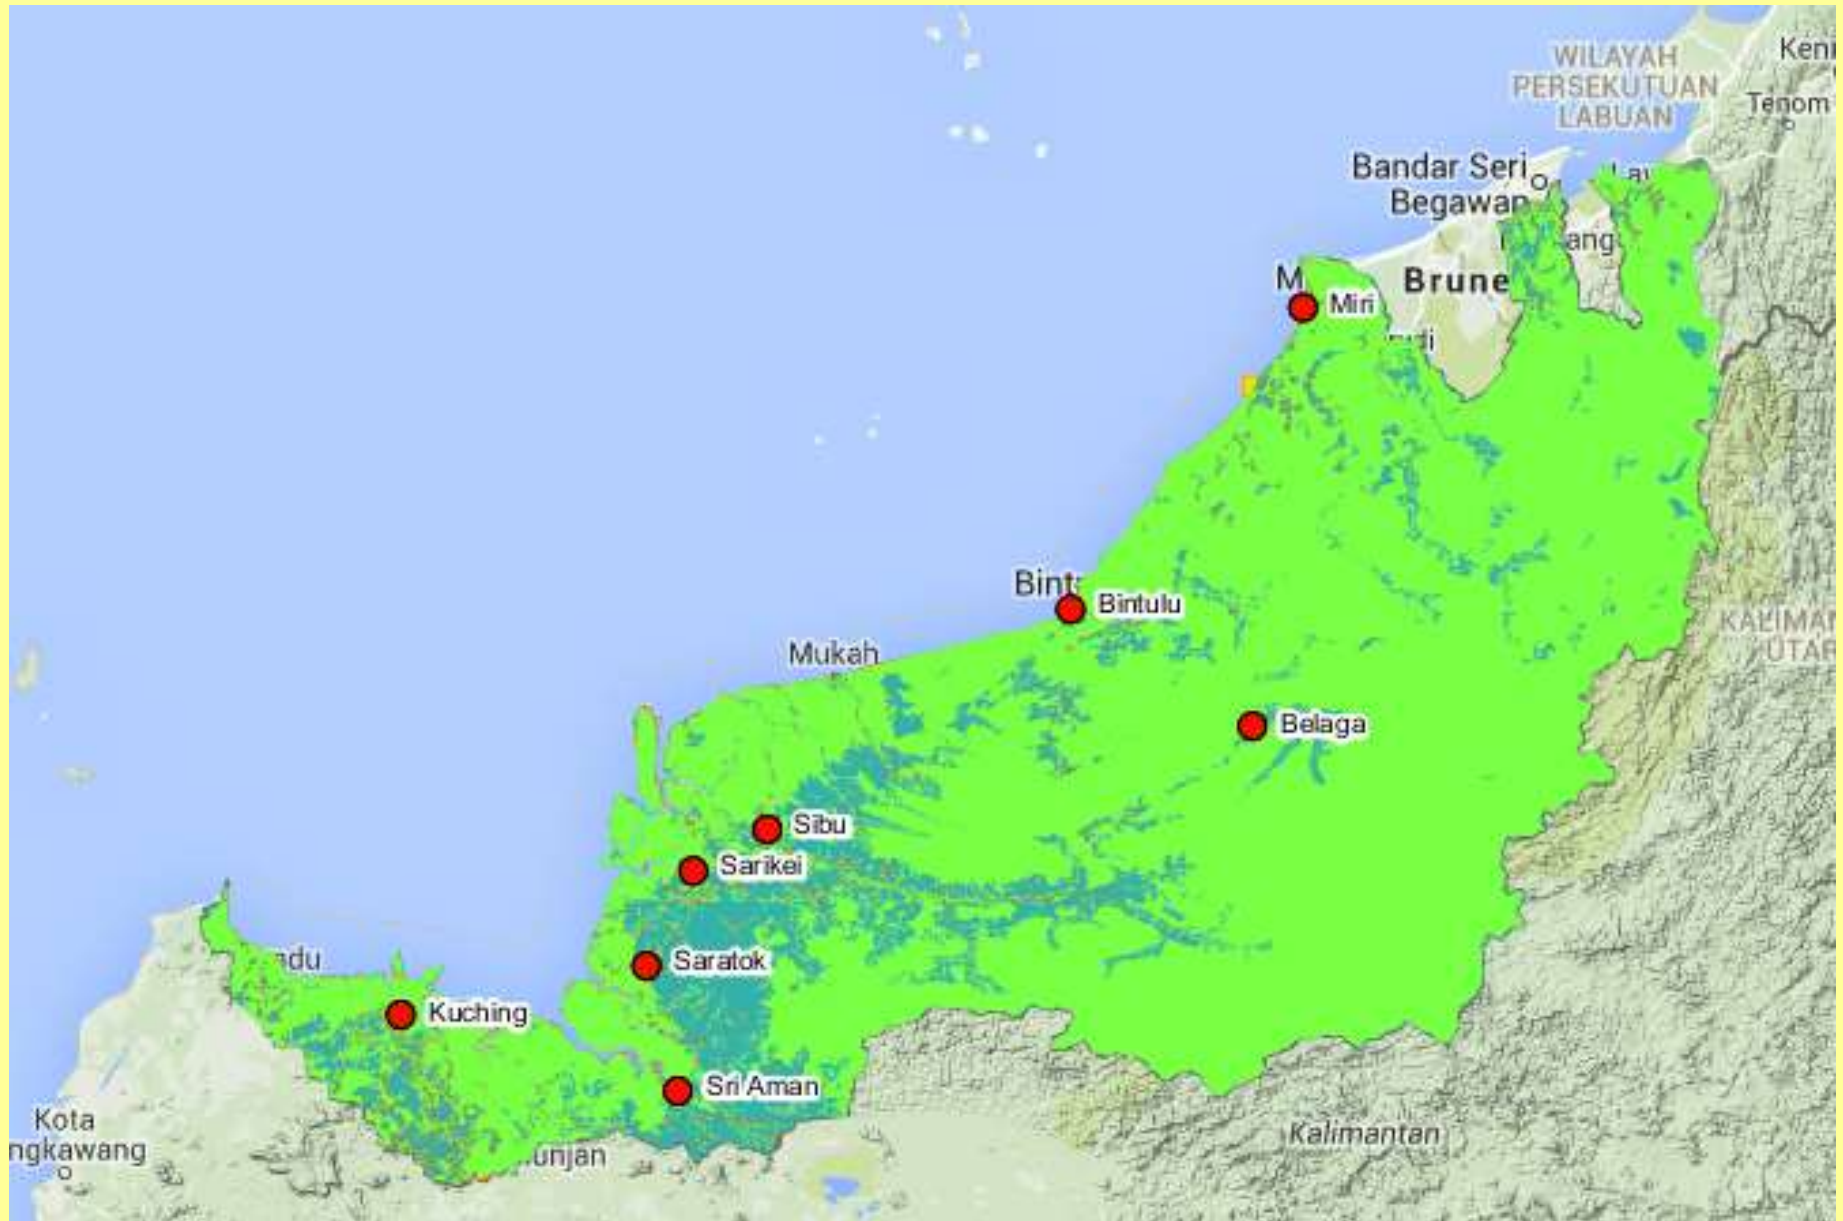 WILAYAH
PERSEKUTUAN
LABUAN
Tenom
Bandar Seri
Begawan
Brune
Miri
Bintulu
Mukah
Belaga
Sibu
Sarikei
Saratok
Kuching
Sri Aman
Kota
ngkawang
Kalimantan